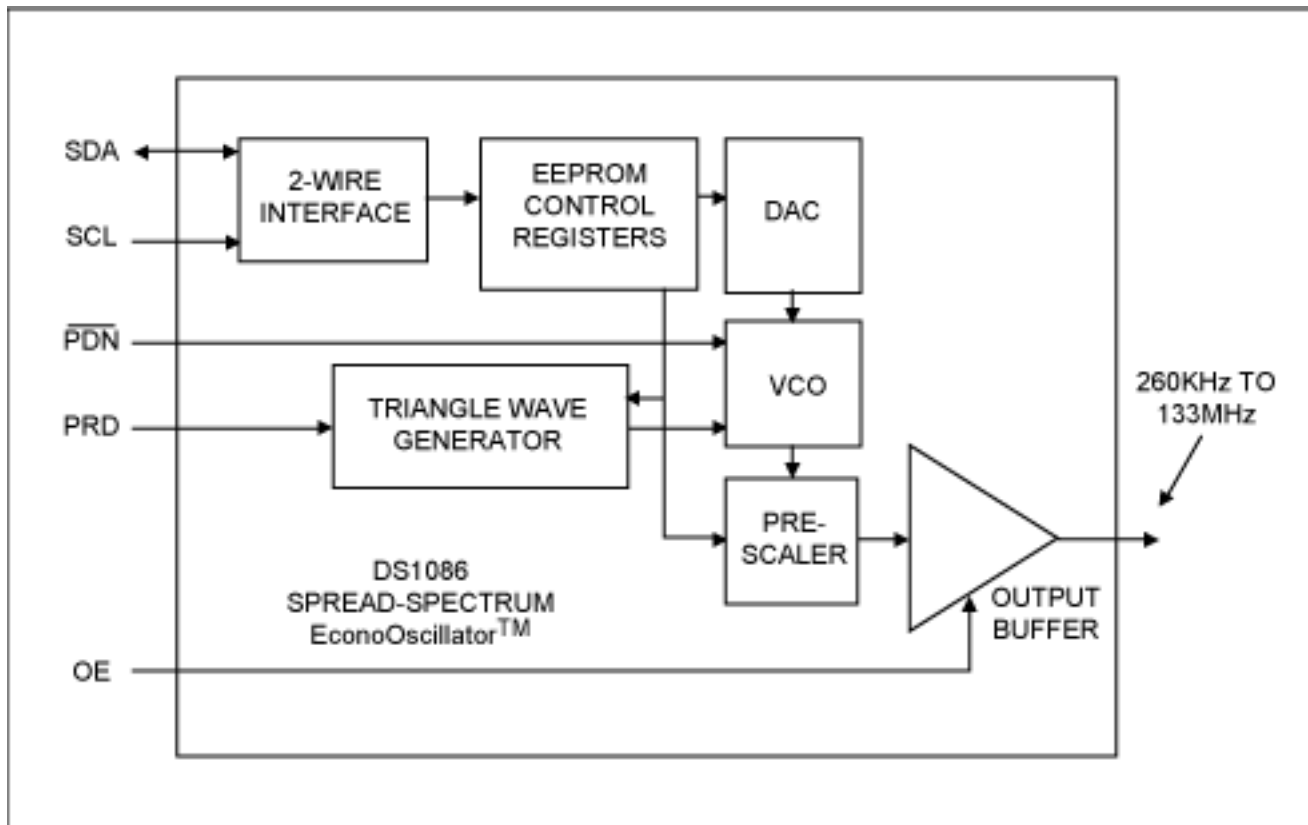 SDA
SCL
PDN
PRD
OE
2-WIRE
INTERFACE
EEPROM
CONTROL
REGISTERS
DAC
VCO
TRIANGLE WAVE
GENERATOR
PRE-
SCALER
OUTPUT
BUFFER
260KHz TO
133MHz
DS1086
SPREAD-SPECTRUM
EconoOscillator™